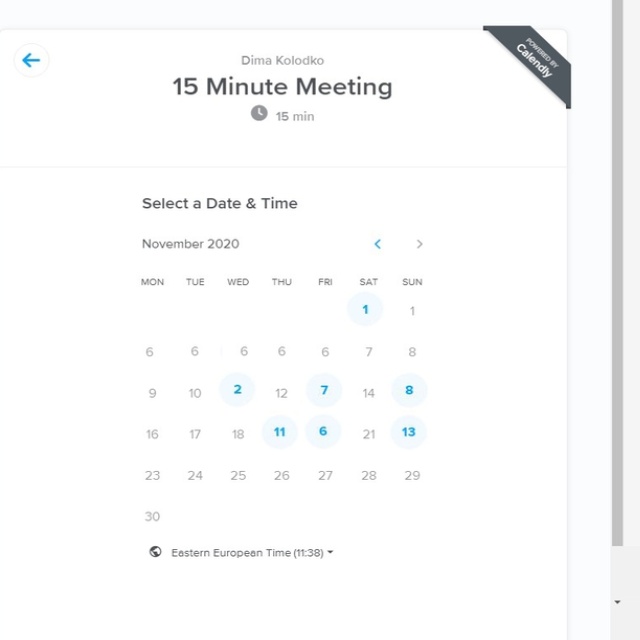 POWERED BY
Calendly
Dima Kolodko
15 Minute Meeting
15 min
Select a Date & Time
November 2020
MON TUE WED THU FRI SAT SUN
1 1
6 6 6 6 6 7 8
9 10 2 12 7 14 8
16 17 18 11 6 21 13
23 24 25 26 27 28 29
30
Eastern European Time (11:38)